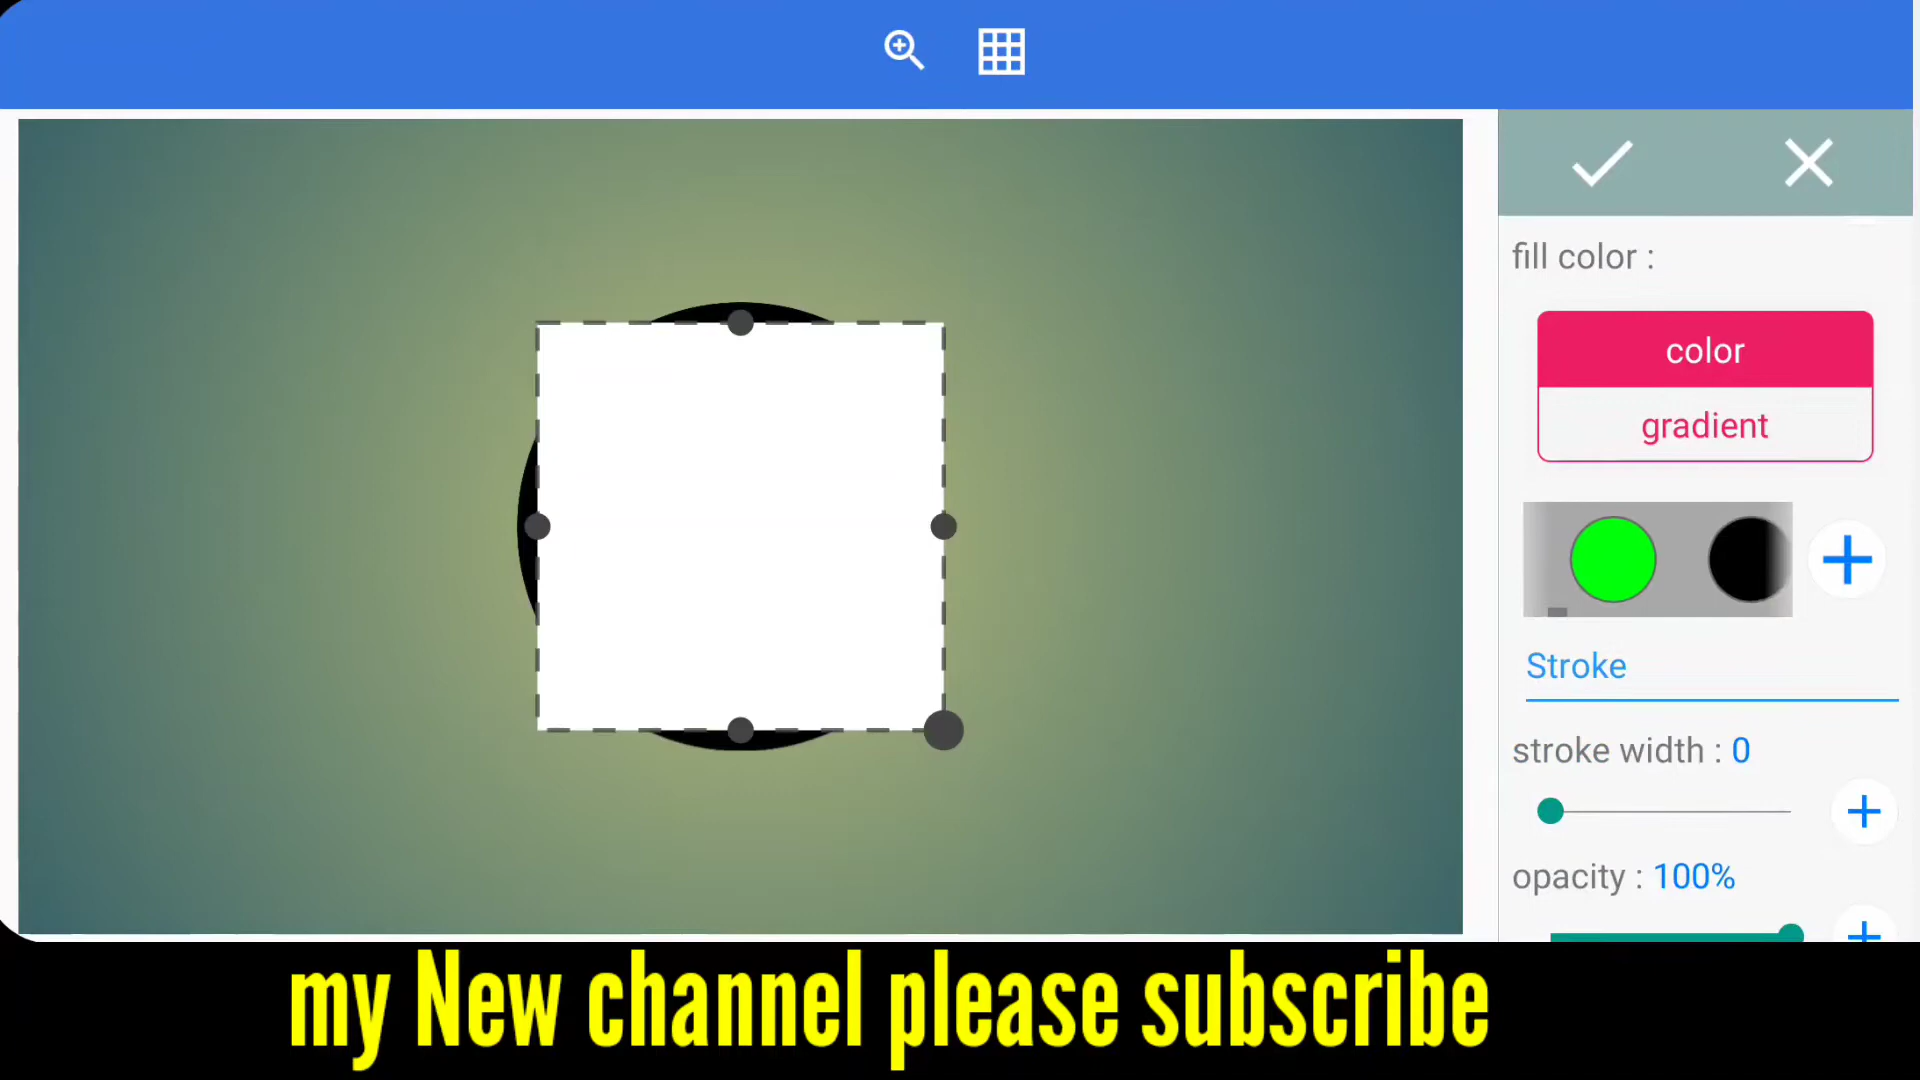 fill color :
color
gradient
Stroke
stroke width : 0
opacity : 100%
my New channel please subscribe